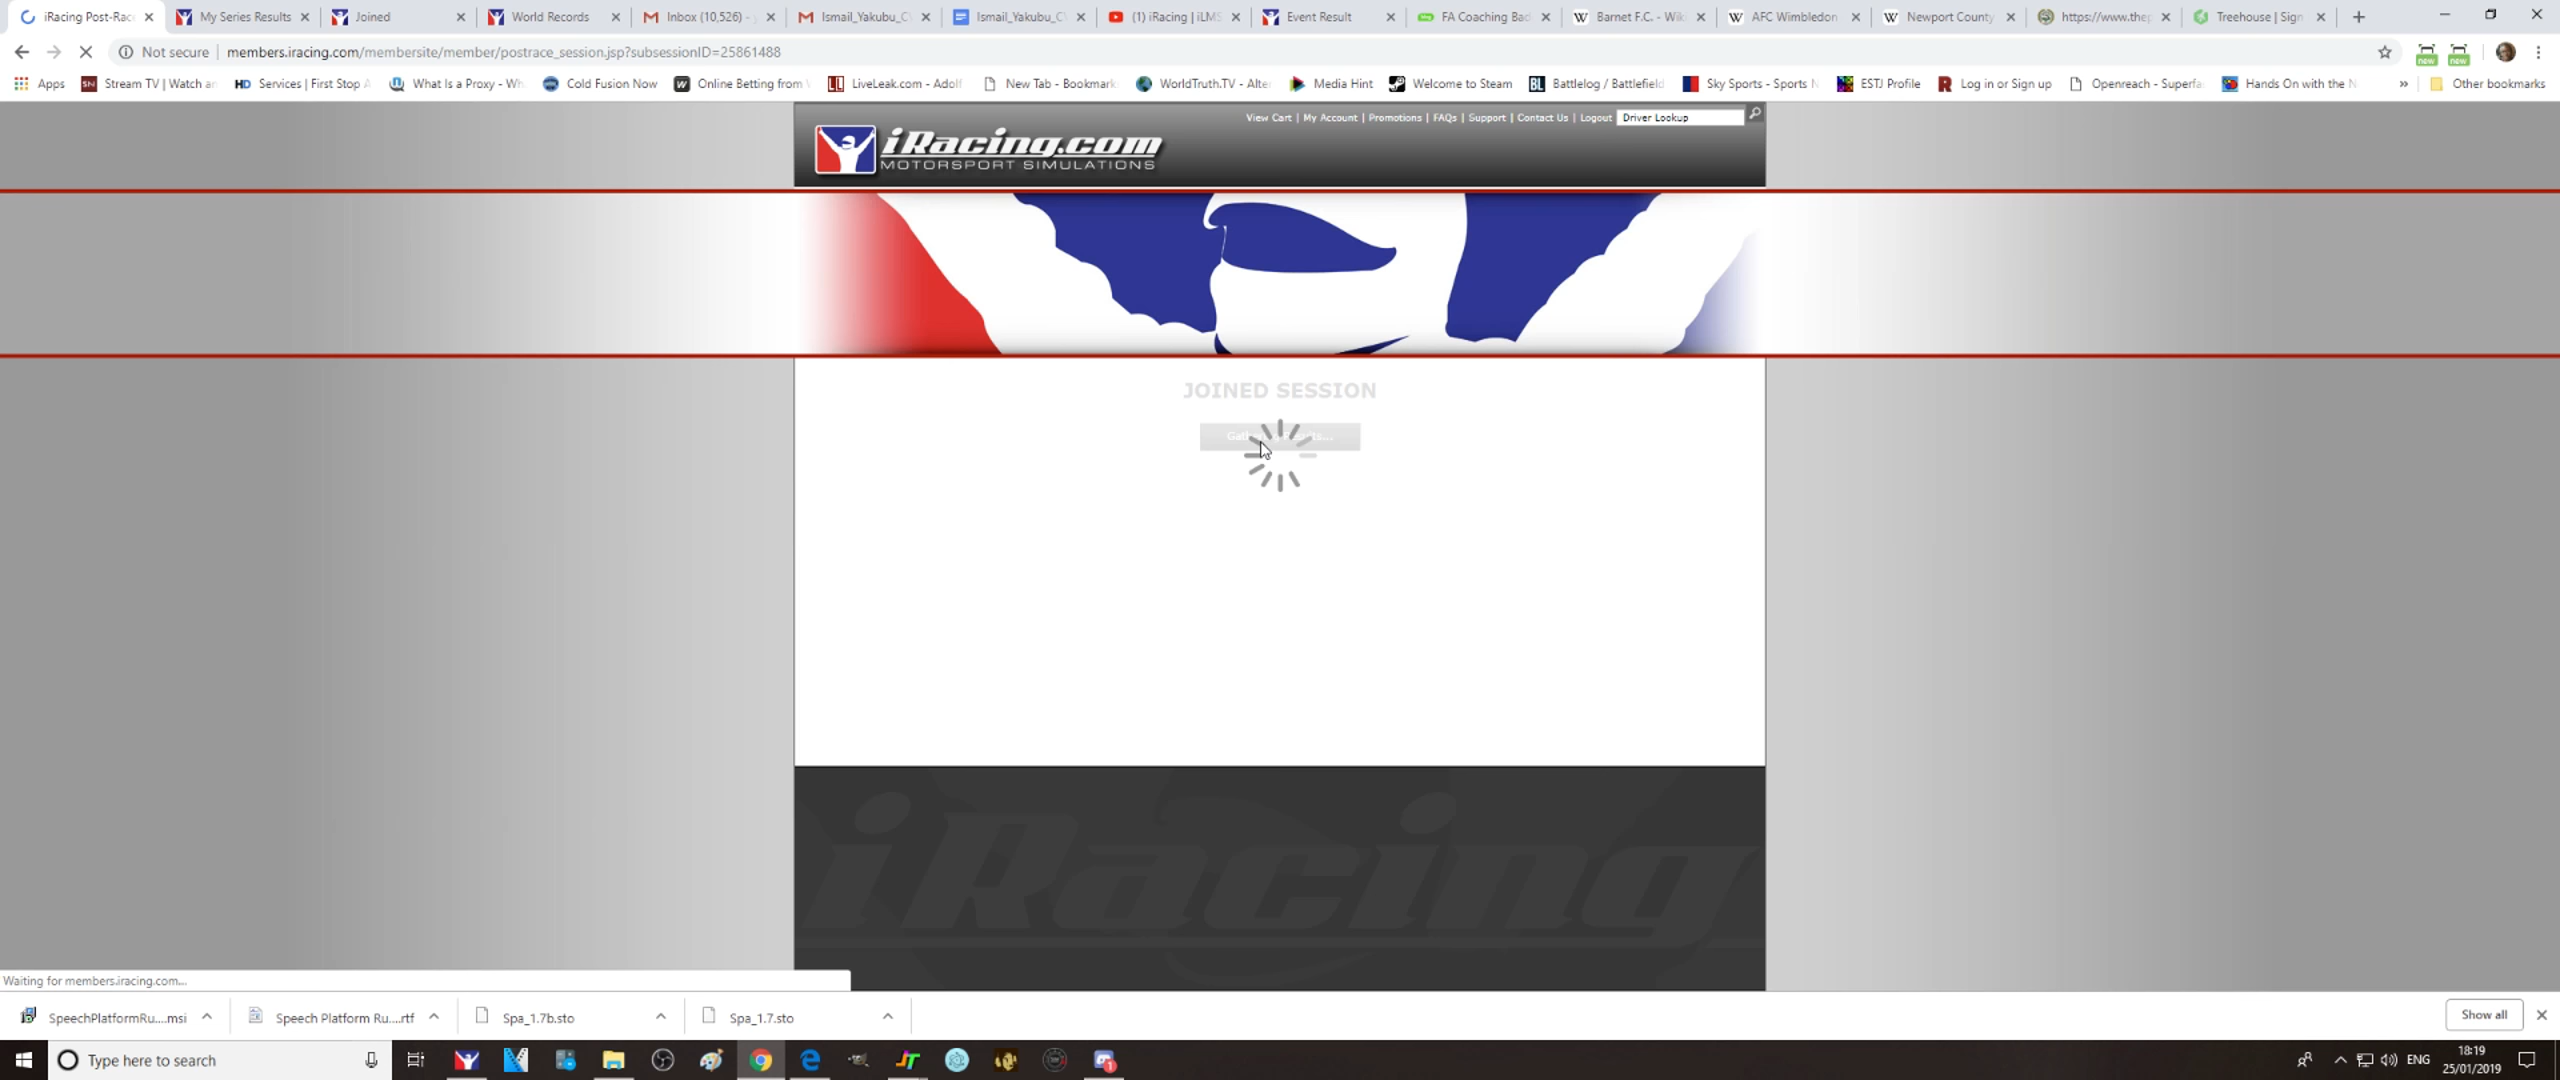 iRacing Post-Race
My Series Results
Joined
World Records
Inbox (10,526) -
Ismail_Yakubu_C
Ismail_Yakubu_C
(1) iRacing | iLMS
Event Result
FA Coaching Bad
Barnet F.C. - Wik
AFC Wimbledon
Newport County
https://www.thep
Treehouse | Sign
Not secure
members.iracing.com/membersite/member/postrace_session.jsp?subsessionID=25861488
new
new
Apps
Stream TV | Watch an
Services | First Stop A
What Is a Proxy - Wh
Cold Fusion Now
Online Betting from
LiveLeak.com - Adolf
New Tab - Bookmark
WorldTruth.TV - Alter
Media Hint
Welcome to Steam
Battlelog / Battlefield
Sky Sports - Sports N
ESTJ Profile
Log in or Sign up
Openreach - Superfa
Hands On with the N
»
Other bookmarks
View Cart | My Account | Promotions | FAQs | Support | Contact Us | Logout
Driver Lookup
iRacing.com
MOTORSPORT SIMULATIONS
JOINED SESSION
iRacing
Waiting for members.iracing.com...
SpeechPlatformRu....msi
Speech Platform Ru....rtf
Spa_1.7b.sto
Spa_1.7.sto
Show all
Type here to search
ENG
18:19
25/01/2019